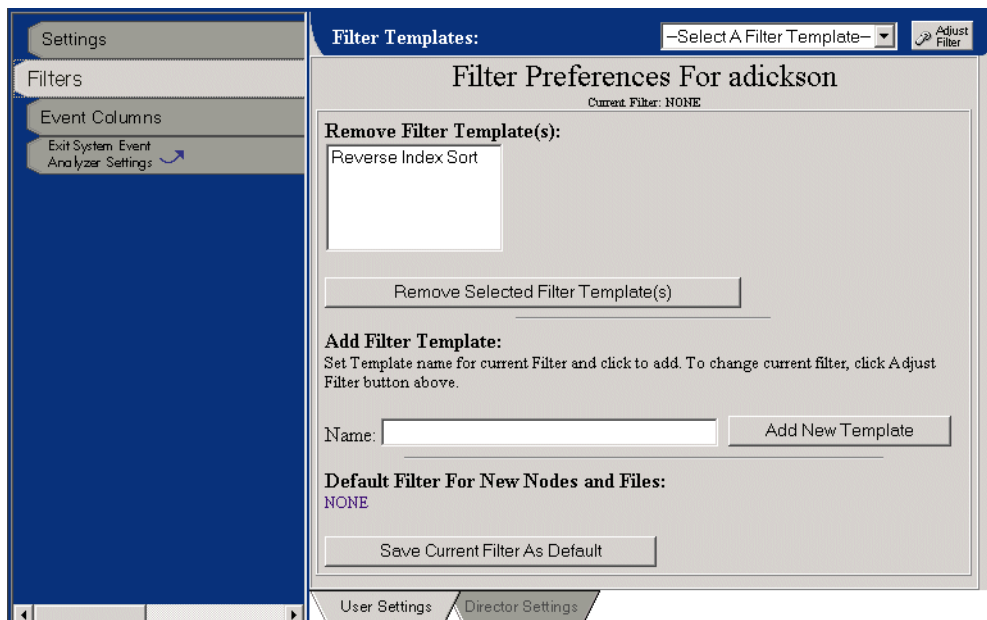 Settings
Filters
Event Columns
Exit System Event
Analyzer Settings
Filter Templates:
--Select A Filter Template--
Adjust
Filter
Filter Preferences For adickson
Current Filter: NONE
Remove Filter Template(s):
Reverse Index Sort
Remove Selected Filter Template(s)
Add Filter Template:
Set Template name for current Filter and click to add. To change current filter, click Adjust
Filter button above.
Name:
Add New Template
Default Filter For New Nodes and Files:
NONE
Save Current Filter As Default
User Settings
Director Settings